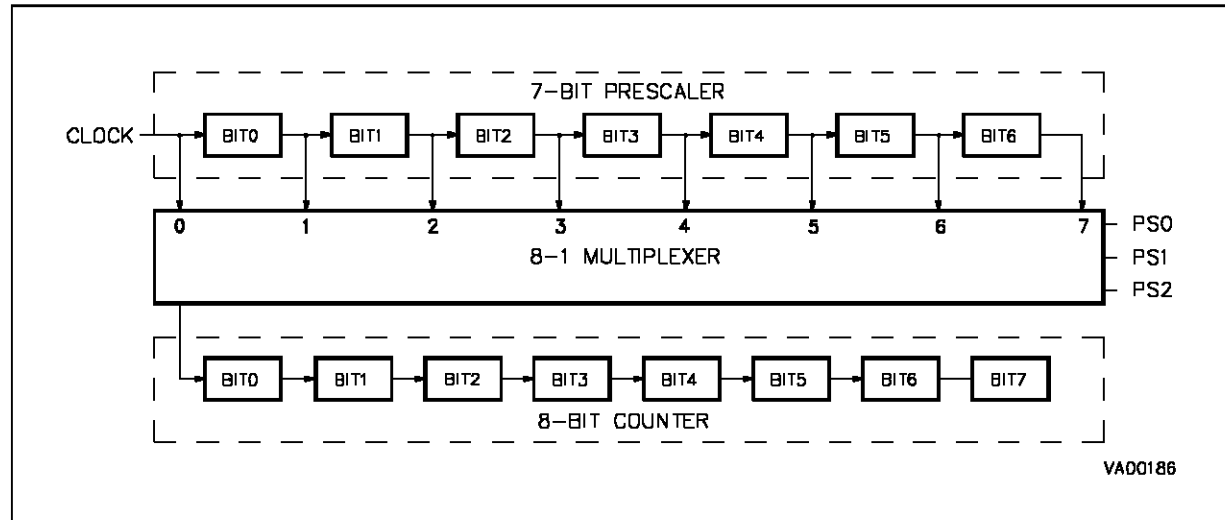 7-BIT PRESCALER
CLOCK BIT0 BIT1 BIT2 BIT3 BIT4 BIT5 BIT6
0 1 2 3 4 5 6 7 PS0
8-1 MULTIPLEXER PS1
PS2
BIT0 BIT1 BIT2 BIT3 BIT4 BIT5 BIT6 BIT7
8-BIT COUNTER
VA00186